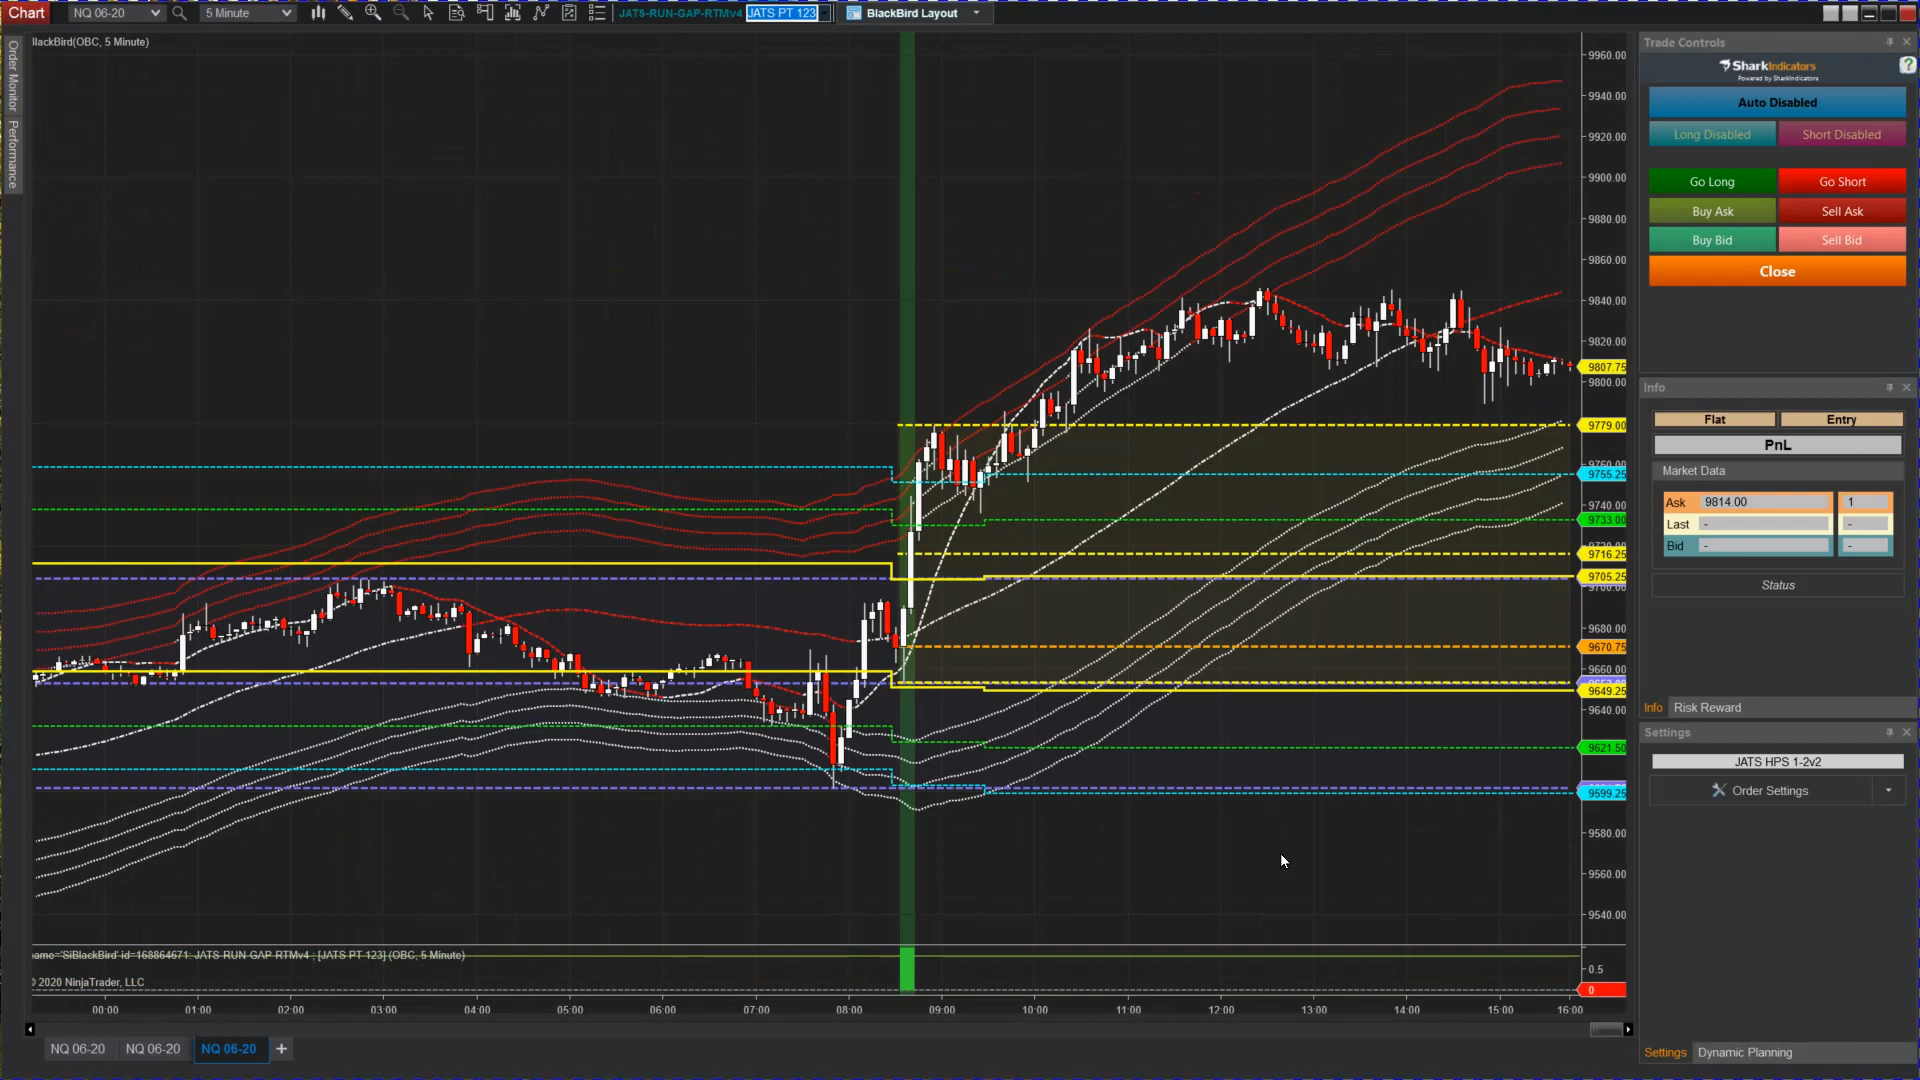 Chart
NQ 06-20
5 Minute
JATS-RUN-GAP-RTMv4
JATS PT 123
BlackBird Layout
Order Monitor
Performance
lackBird(OBC, 5 Minute)
9960.00
9940.00
9920.00
9900.00
9880.00
9860.00
9840.00
9820.00
9807.75
9800.00
9779.00
9760.00
9755.25
9740.00
9733.00
9716.25
9705.25
9700.00
9680.00
9670.75
9660.00
9649.25
9640.00
9621.50
9599.25
9580.00
9560.00
9540.00
name='SiBlackBird' id=168864671: JATS RUN GAP RTMv4 : [JATS PT 123] (OBC, 5 Minute)
0.5
© 2020 NinjaTrader, LLC
0
00:00
01:00
02:00
03:00
04:00
05:00
06:00
07:00
08:00
09:00
10:00
11:00
12:00
13:00
14:00
15:00
16:00
NQ 06-20
NQ 06-20
NQ 06-20
+
Trade Controls
SharkIndicators
Powered by SharkIndicators
?
Auto Disabled
Long Disabled
Short Disabled
Go Long
Go Short
Buy Ask
Sell Ask
Buy Bid
Sell Bid
Close
Info
Flat
Entry
PnL
Market Data
Ask 9814.00 1
Last - -
Bid - -
Status
Info
Risk Reward
Settings
JATS HPS 1-2v2
Order Settings
Settings
Dynamic Planning